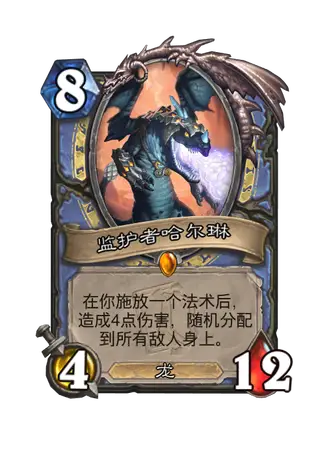 8
监护者哈尔琳
在你施放一个法术后，
造成4点伤害，随机分配
到所有敌人身上。
4
龙
12